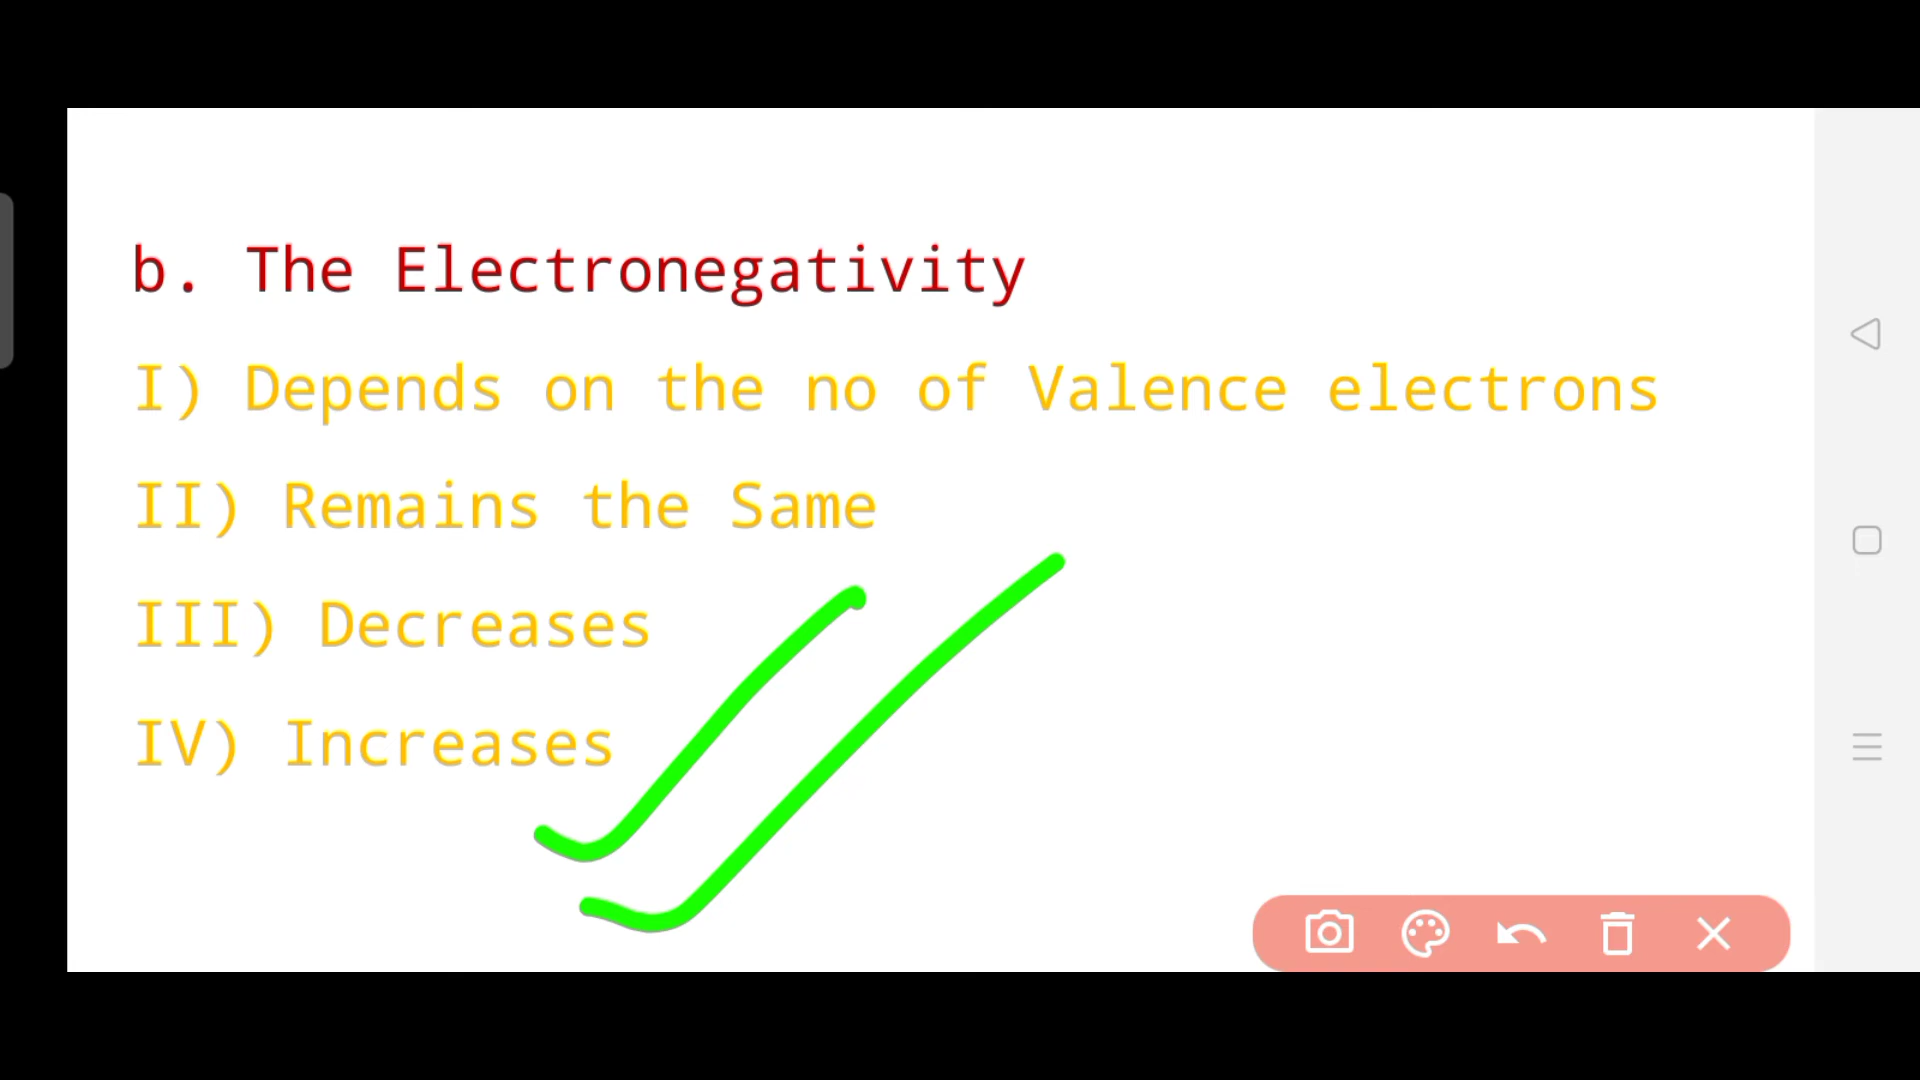 b. The Electronegativity
I) Depends on the no of Valence electrons
II) Remains the Same
III) Decreases
IV) Increases